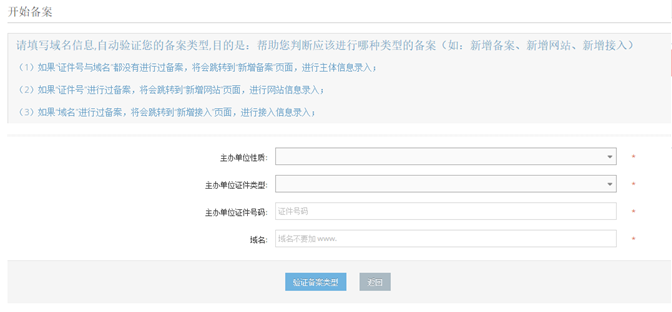 开始备案
请填写域名信息,自动验证您的备案类型,目的是：帮助您判断应该进行哪种类型的备案（如：新增备案、新增网站、新增接入）
（1）如果“证件号与域名”都没有进行过备案，将会跳转到“新增备案”页面，进行主体信息录入；
（2）如果“证件号”进行过备案，将会跳转到“新增网站”页面，进行网站信息录入；
（3）如果“域名”进行过备案，将会跳转到“新增接入”页面，进行接入信息录入；
主办单位性质: *
主办单位证件类型: *
主办单位证件号码: 证件号码 *
域名: 域名不要加 www. *
验证备案类型 返回